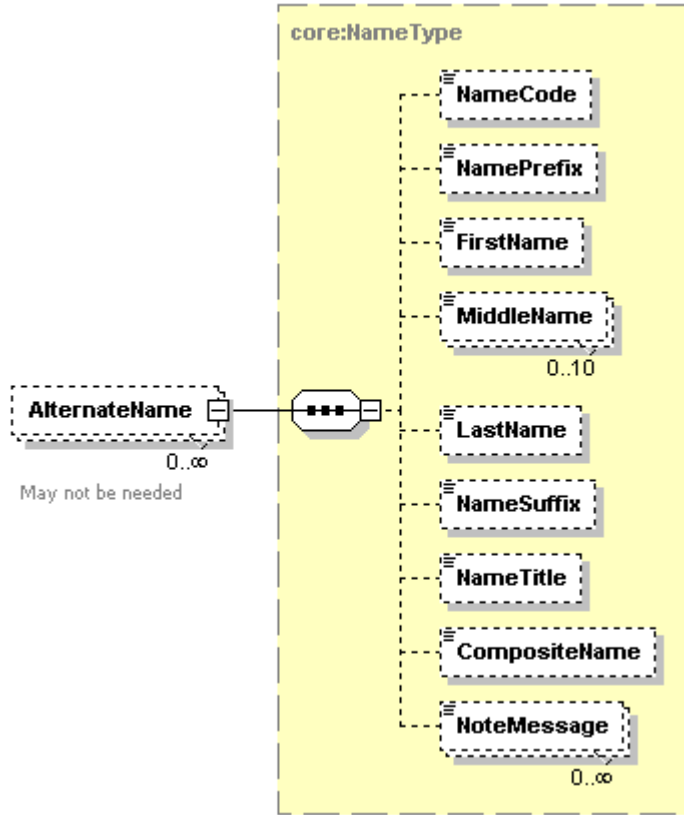 core:NameType
NameCode
NamePrefix
FirstName
MiddleName
0..10
AlternateName
0..∞
May not be needed
LastName
NameSuffix
NameTitle
CompositeName
NoteMessage
0..∞